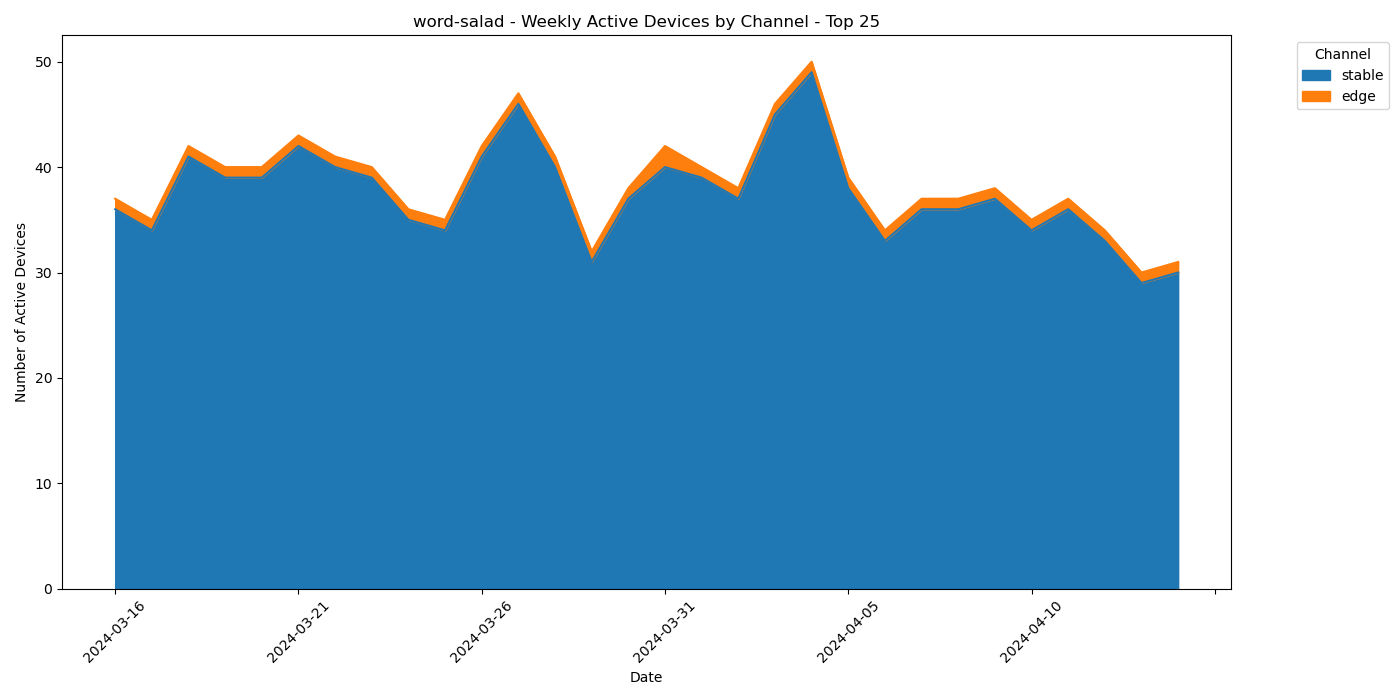 word-salad - Weekly Active Devices by Channel - Top 25
Channel
stable
edge
Number of Active Devices
50
40
30
20
10
0
2024-03-16
2024-03-21
2024-03-26
2024-03-31
2024-04-05
2024-04-10
Date